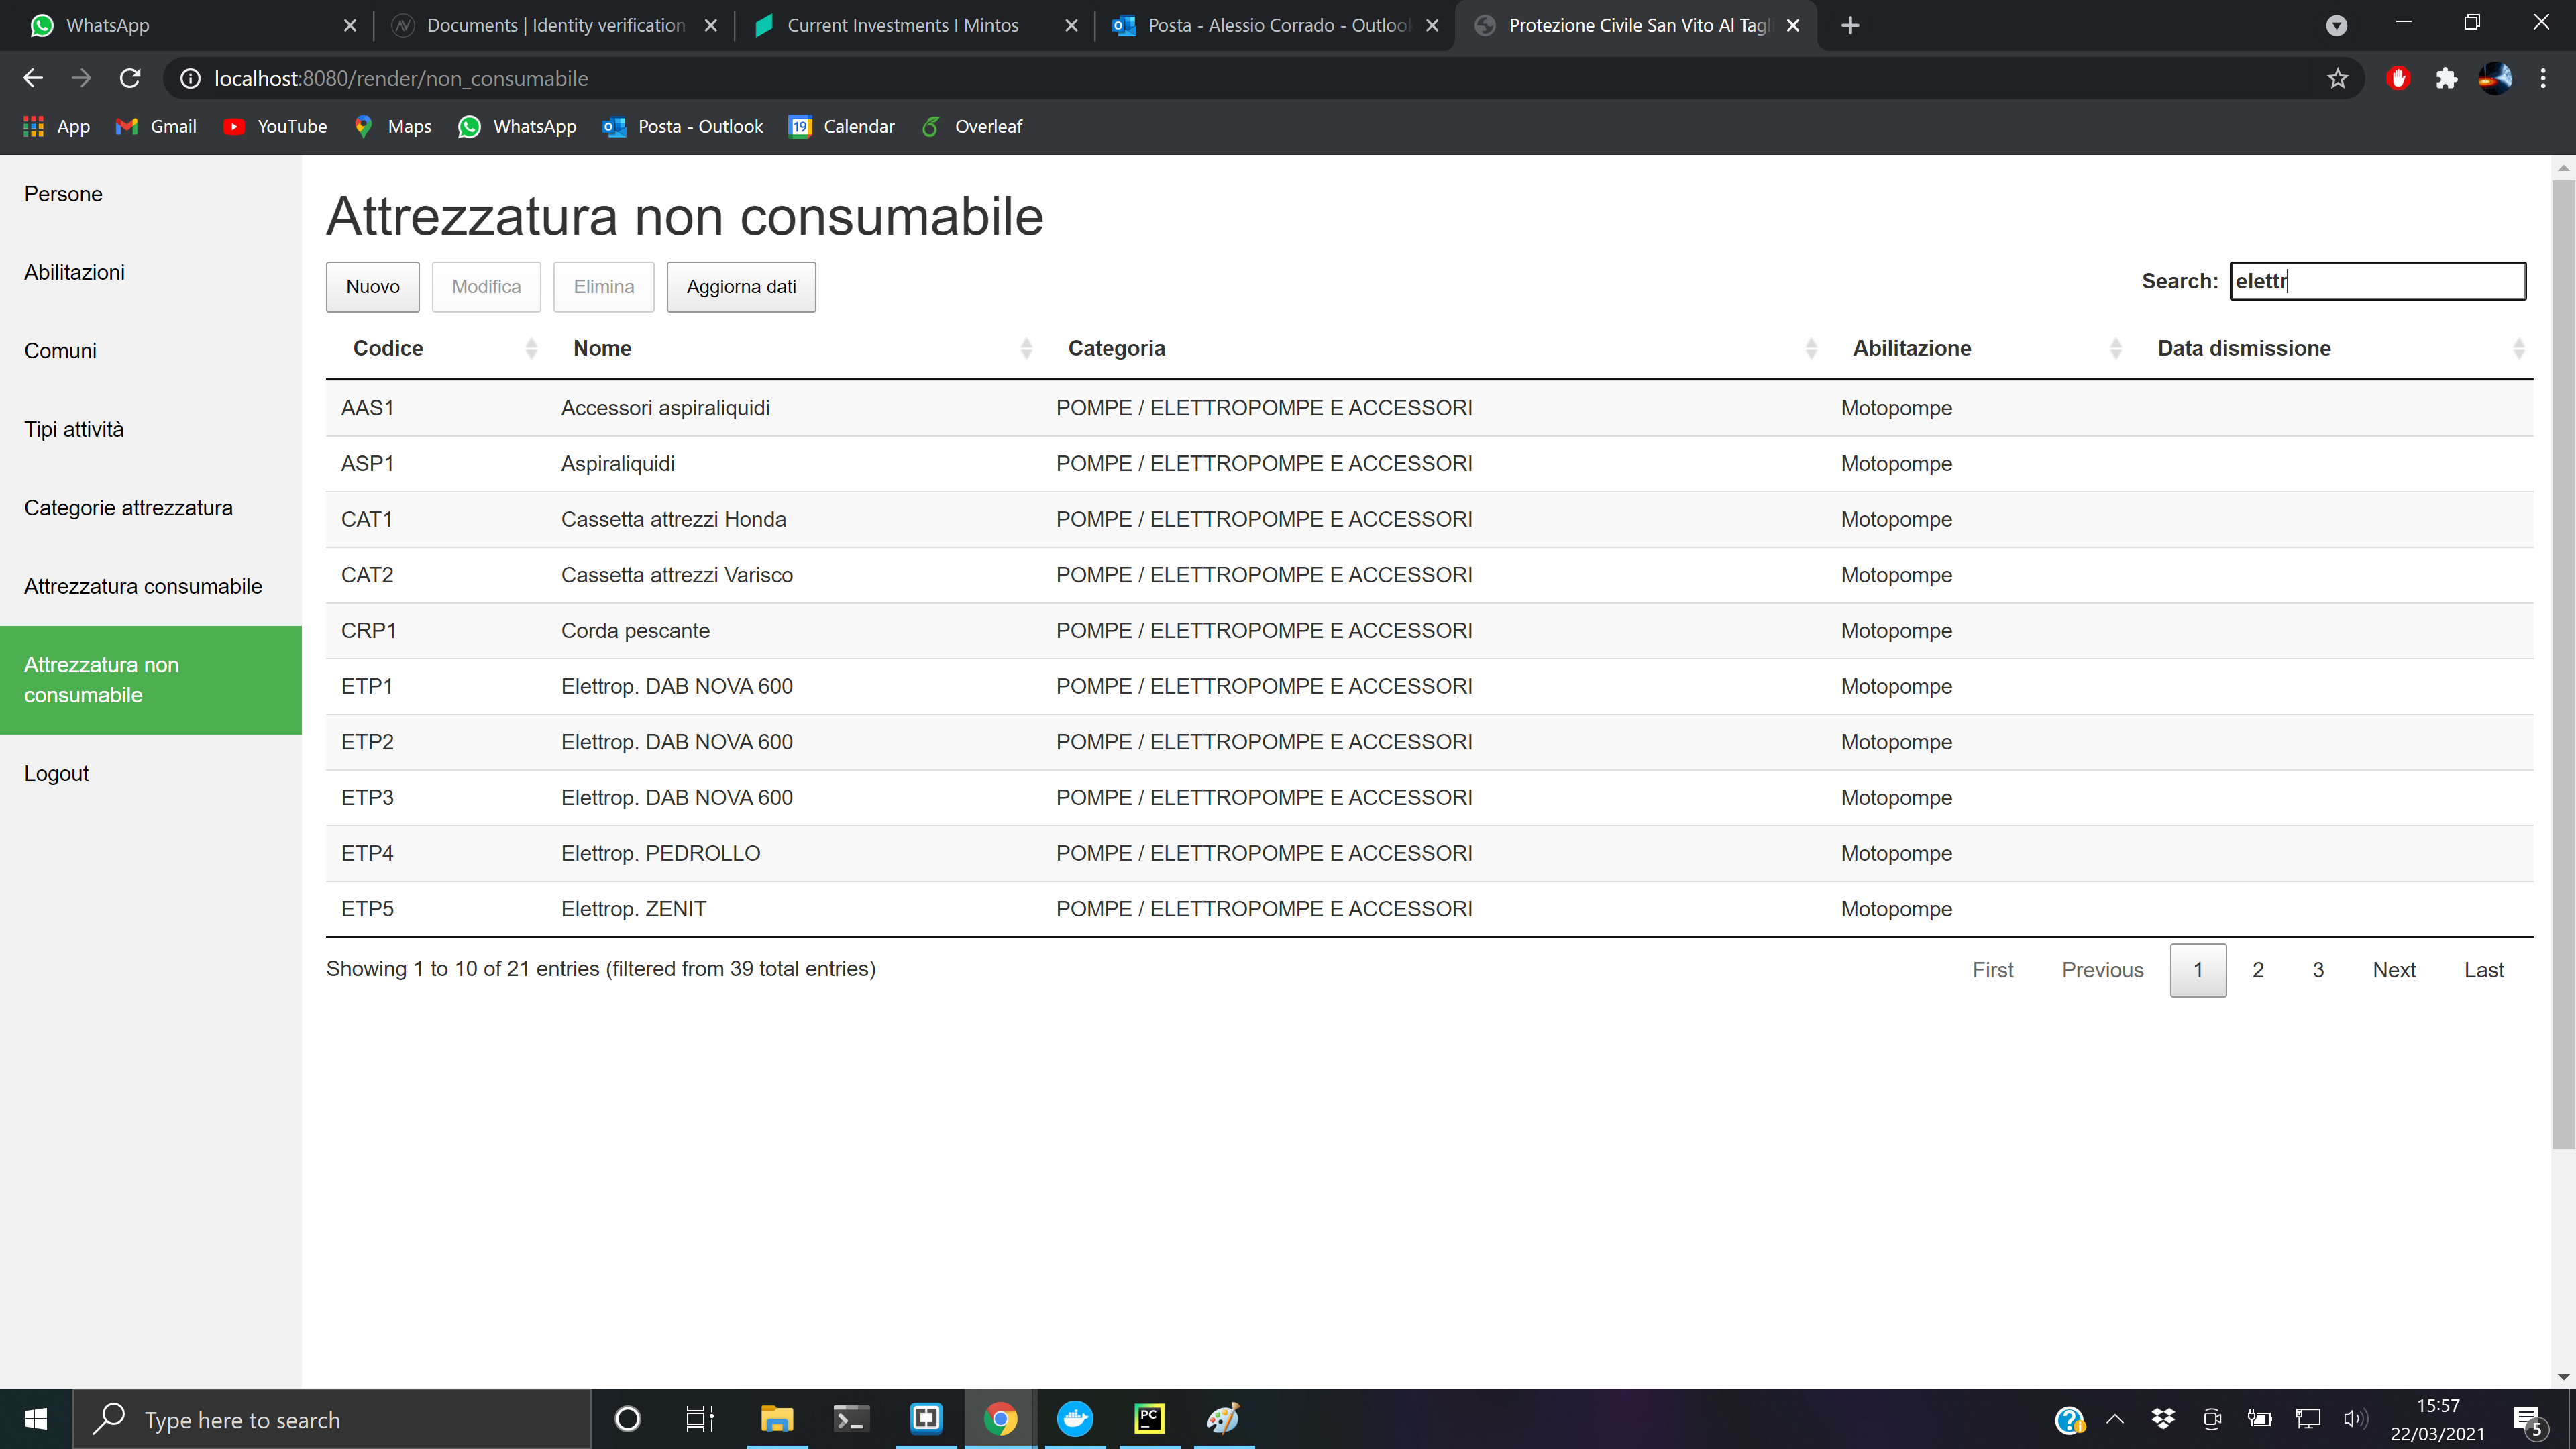 WhatsApp
Documents | Identity verification
Current Investments I Mintos
Posta - Alessio Corrado - Outlook
Protezione Civile San Vito Al Tagl
localhost:8080/render/non_consumabile
App
Gmail
YouTube
Maps
WhatsApp
Posta - Outlook
19
Calendar
Overleaf
Persone
Abilitazioni
Comuni
Tipi attività
Categorie attrezzatura
Attrezzatura consumabile
Attrezzatura non
consumabile
Logout
Attrezzatura non consumabile
Nuovo Modifica Elimina Aggiorna dati
Search: elettr
Codice Nome Categoria Abilitazione Data dismissione
AAS1 Accessori aspiraliquidi POMPE / ELETTROPOMPE E ACCESSORI Motopompe
ASP1 Aspiraliquidi POMPE / ELETTROPOMPE E ACCESSORI Motopompe
CAT1 Cassetta attrezzi Honda POMPE / ELETTROPOMPE E ACCESSORI Motopompe
CAT2 Cassetta attrezzi Varisco POMPE / ELETTROPOMPE E ACCESSORI Motopompe
CRP1 Corda pescante POMPE / ELETTROPOMPE E ACCESSORI Motopompe
ETP1 Elettrop. DAB NOVA 600 POMPE / ELETTROPOMPE E ACCESSORI Motopompe
ETP2 Elettrop. DAB NOVA 600 POMPE / ELETTROPOMPE E ACCESSORI Motopompe
ETP3 Elettrop. DAB NOVA 600 POMPE / ELETTROPOMPE E ACCESSORI Motopompe
ETP4 Elettrop. PEDROLLO POMPE / ELETTROPOMPE E ACCESSORI Motopompe
ETP5 Elettrop. ZENIT POMPE / ELETTROPOMPE E ACCESSORI Motopompe
Showing 1 to 10 of 21 entries (filtered from 39 total entries)
First Previous 1 2 3 Next Last
Type here to search
PC
15:57
22/03/2021
5